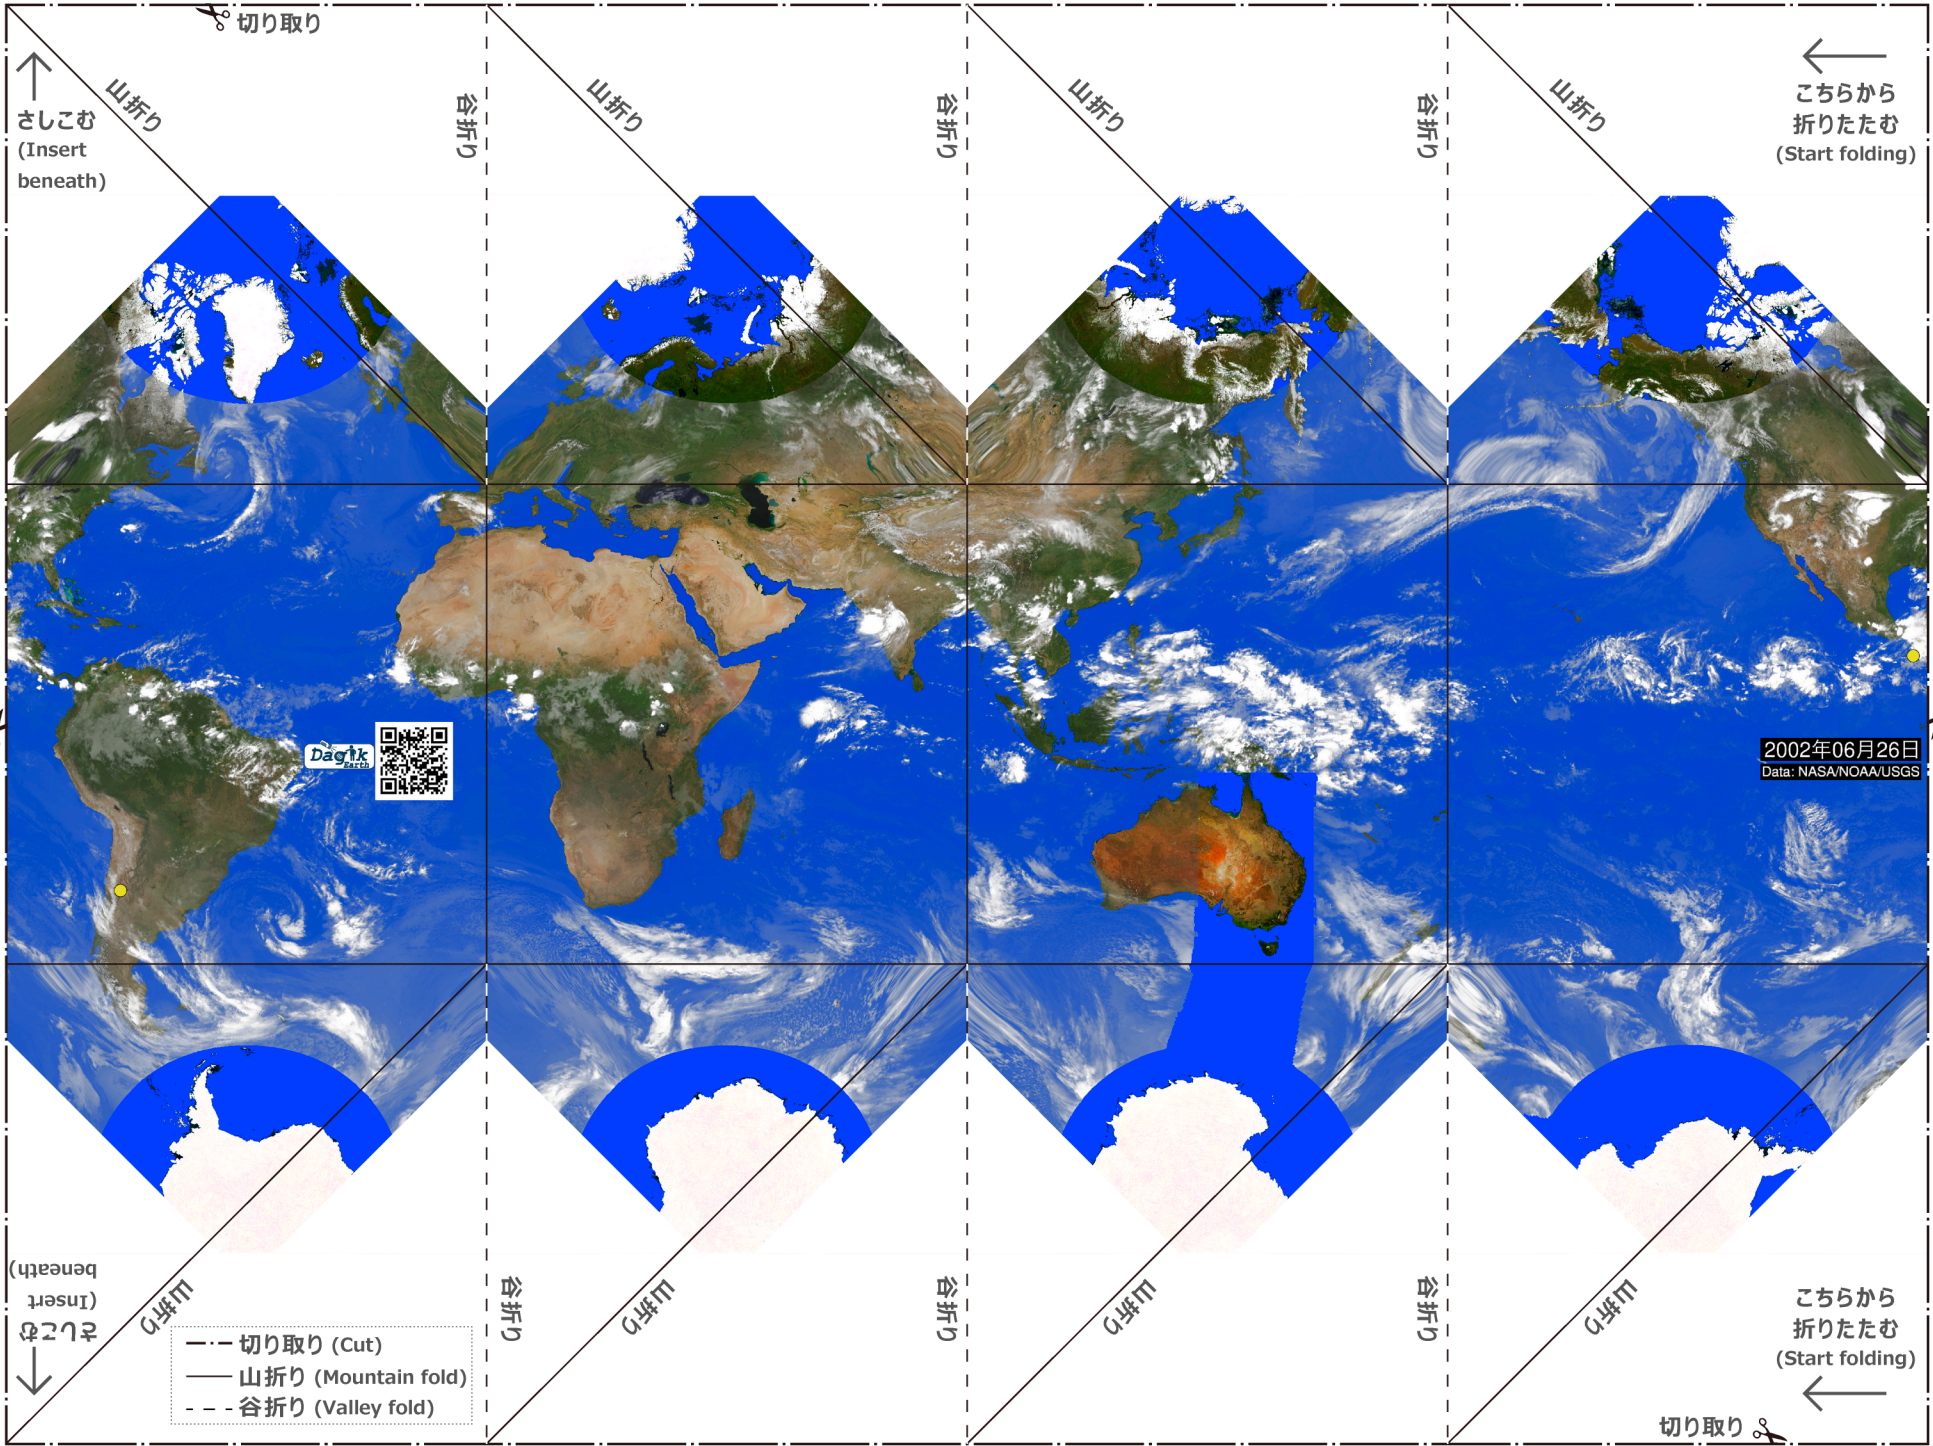 切り取り
山折り
谷折り
山折り
谷折り
山折り
谷折り
山折り
さしこむ
(Insert
beneath)
こちらから
折りたたむ
(Start folding)
Dagik
Earth
2002年06月26日
Data: NASA/NOAA/USGS
さしこむ
(Insert
beneath)
山折り
谷折り
山折り
谷折り
山折り
谷折り
山折り
切り取り (Cut)
山折り (Mountain fold)
谷折り (Valley fold)
こちらから
折りたたむ
(Start folding)
切り取り